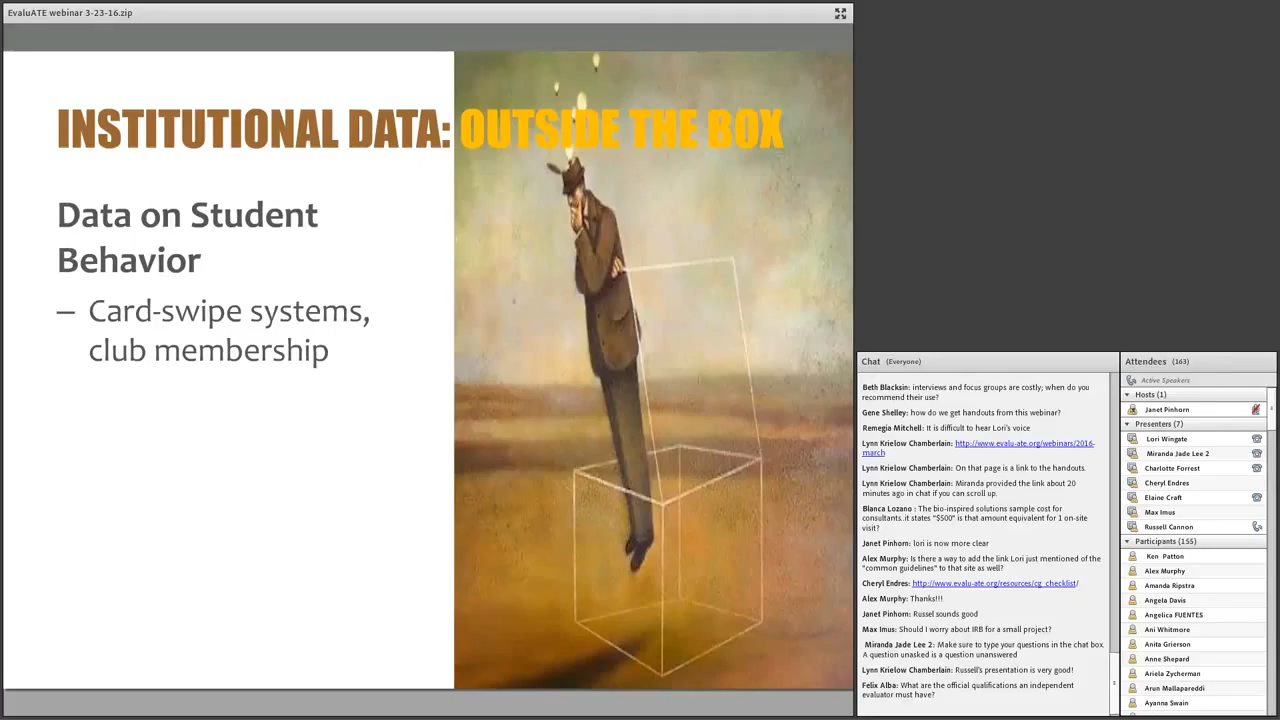 EvaluATE webinar 3-23-16.zip
INSTITUTIONAL DATA: OUTSIDE THE BOX
Data on Student
Behavior
– Card-swipe systems,
club membership
Chat (Everyone)
Beth Blacksin: interviews and focus groups are costly; when do you
recommend their use?
Gene Shelley: how do we get handouts from this webinar?
Remegia Mitchell: It is difficult to hear Lori's voice
Lynn Krielow Chamberlain: http://www.evalu-ate.org/webinars/2016-
march
Lynn Krielow Chamberlain: On that page is a link to the handouts.
Lynn Krielow Chamberlain: Miranda provided the link about 20
minutes ago in chat if you can scroll up.
Blanca Lozano : The bio-inspired solutions sample cost for
consultants..it states "$500" is that amount equivalent for 1 on-site
visit?
Janet Pinhorn: lori is now more clear
Alex Murphy: Is there a way to add the link Lori just mentioned of the
"common guidelines" to that site as well?
Cheryl Endres: http://www.evalu-ate.org/resources/cg_checklist/
Alex Murphy: Thanks!!!
Janet Pinhorn: Russel sounds good
Max Imus: Should I worry about IRB for a small project?
Miranda Jade Lee 2: Make sure to type your questions in the chat box.
A question unasked is a question unanswered
Lynn Krielow Chamberlain: Russell's presentation is very good!
Felix Alba: What are the official qualifications an independent
evaluator must have?
Attendees (163)
Active Speakers
Hosts (1)
Janet Pinhorn
Presenters (7)
Lori Wingate
Miranda Jade Lee 2
Charlotte Forrest
Cheryl Endres
Elaine Craft
Max Imus
Russell Cannon
Participants (155)
Ken Patton
Alex Murphy
Amanda Ripstra
Angela Davis
Angelica FUENTES
Ani Whitmore
Anita Grierson
Anne Shepard
Ariela Zycherman
Arun Mallapareddi
Ayanna Swain